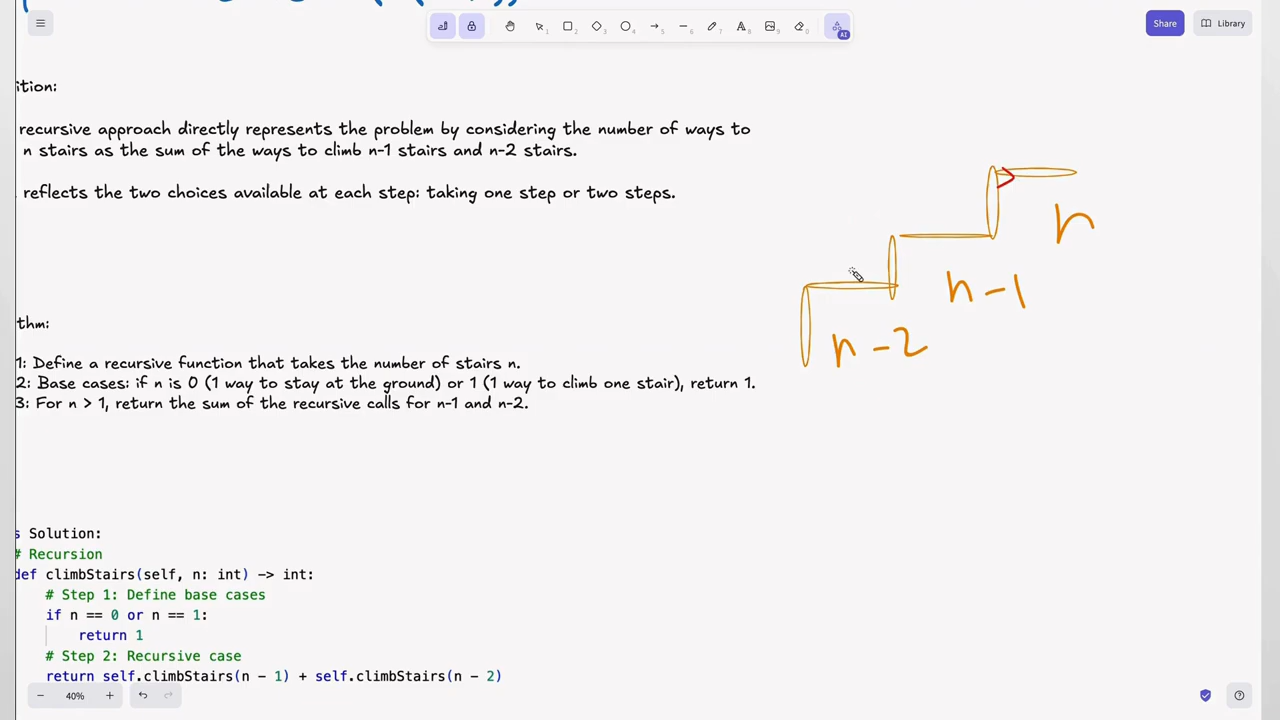 Share
Library
ition:
recursive approach directly represents the problem by considering the number of ways to
n stairs as the sum of the ways to climb n-1 stairs and n-2 stairs.
reflects the two choices available at each step: taking one step or two steps.
n
n-1
n-2
thm:
1: Define a recursive function that takes the number of stairs n.
2: Base cases: if n is 0 (1 way to stay at the ground) or 1 (1 way to climb one stair), return 1.
3: For n > 1, return the sum of the recursive calls for n-1 and n-2.
s Solution:
# Recursion
def climbStairs(self, n: int) -> int:
# Step 1: Define base cases
if n == 0 or n == 1:
return 1
# Step 2: Recursive case
return self.climbStairs(n - 1) + self.climbStairs(n - 2)
40%